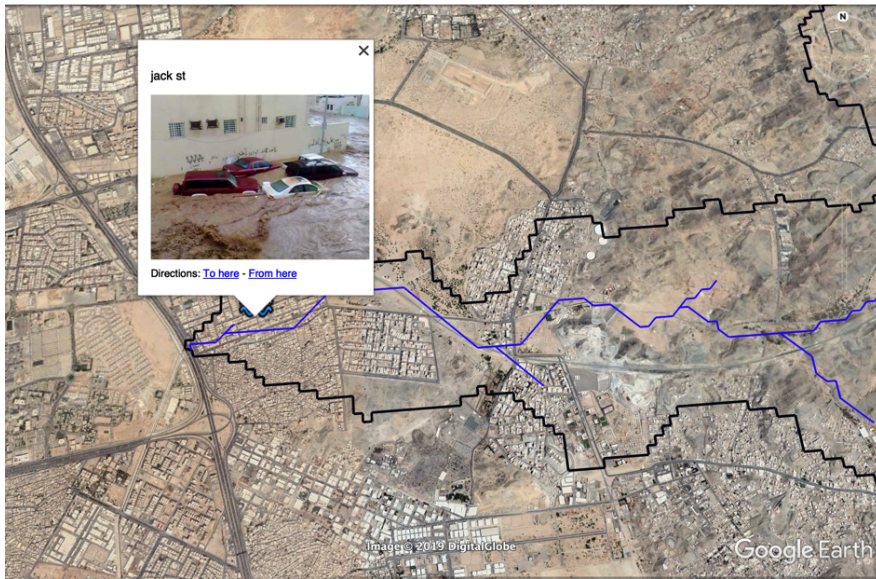 N
jack st
Directions: To here - From here
Image © 2019 DigitalGlobe
Google Earth